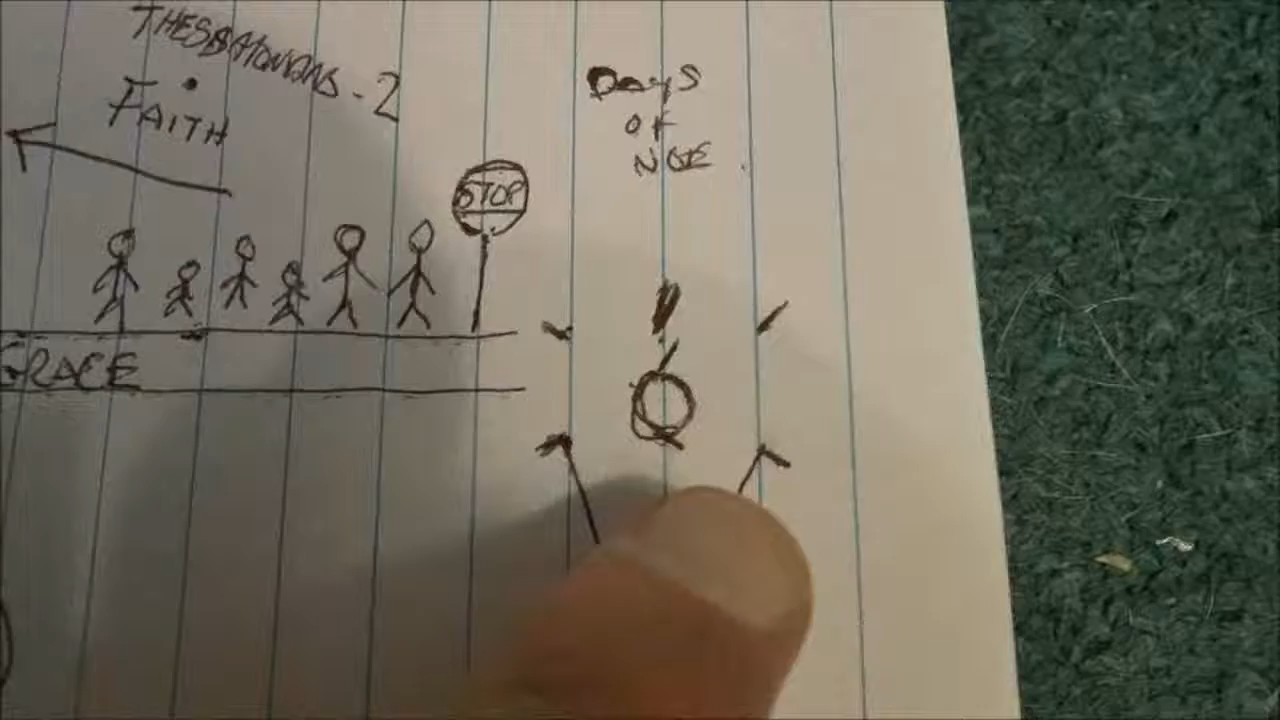 THESSALONIANS - 2
FAITH
STOP
GRACE
Days
OF
NOE.